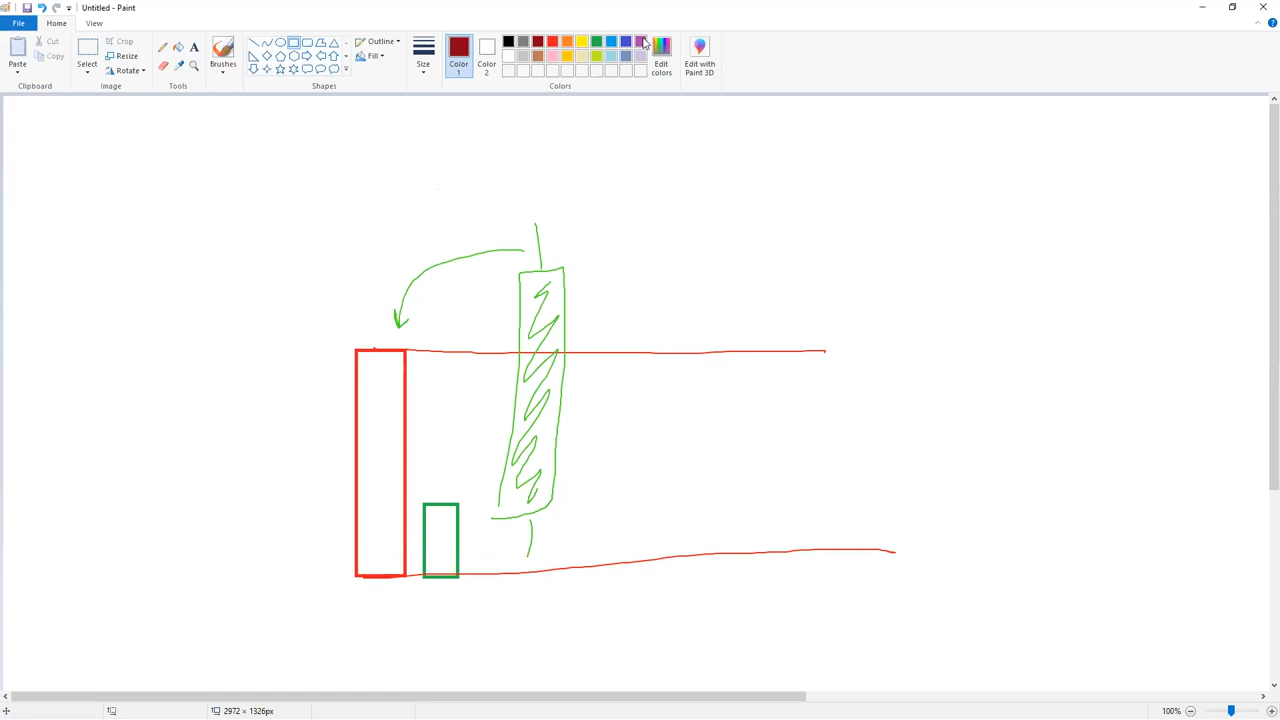 Untitled - Paint
File Home View
Paste
Cut
Copy
Clipboard
Select
Crop
Resize
Rotate
Image
Tools
Brushes
Outline
Fill
Shapes
Size
Color 1
Color 2
Edit colors
Colors
Edit with Paint 3D
2972 × 1326px
100%